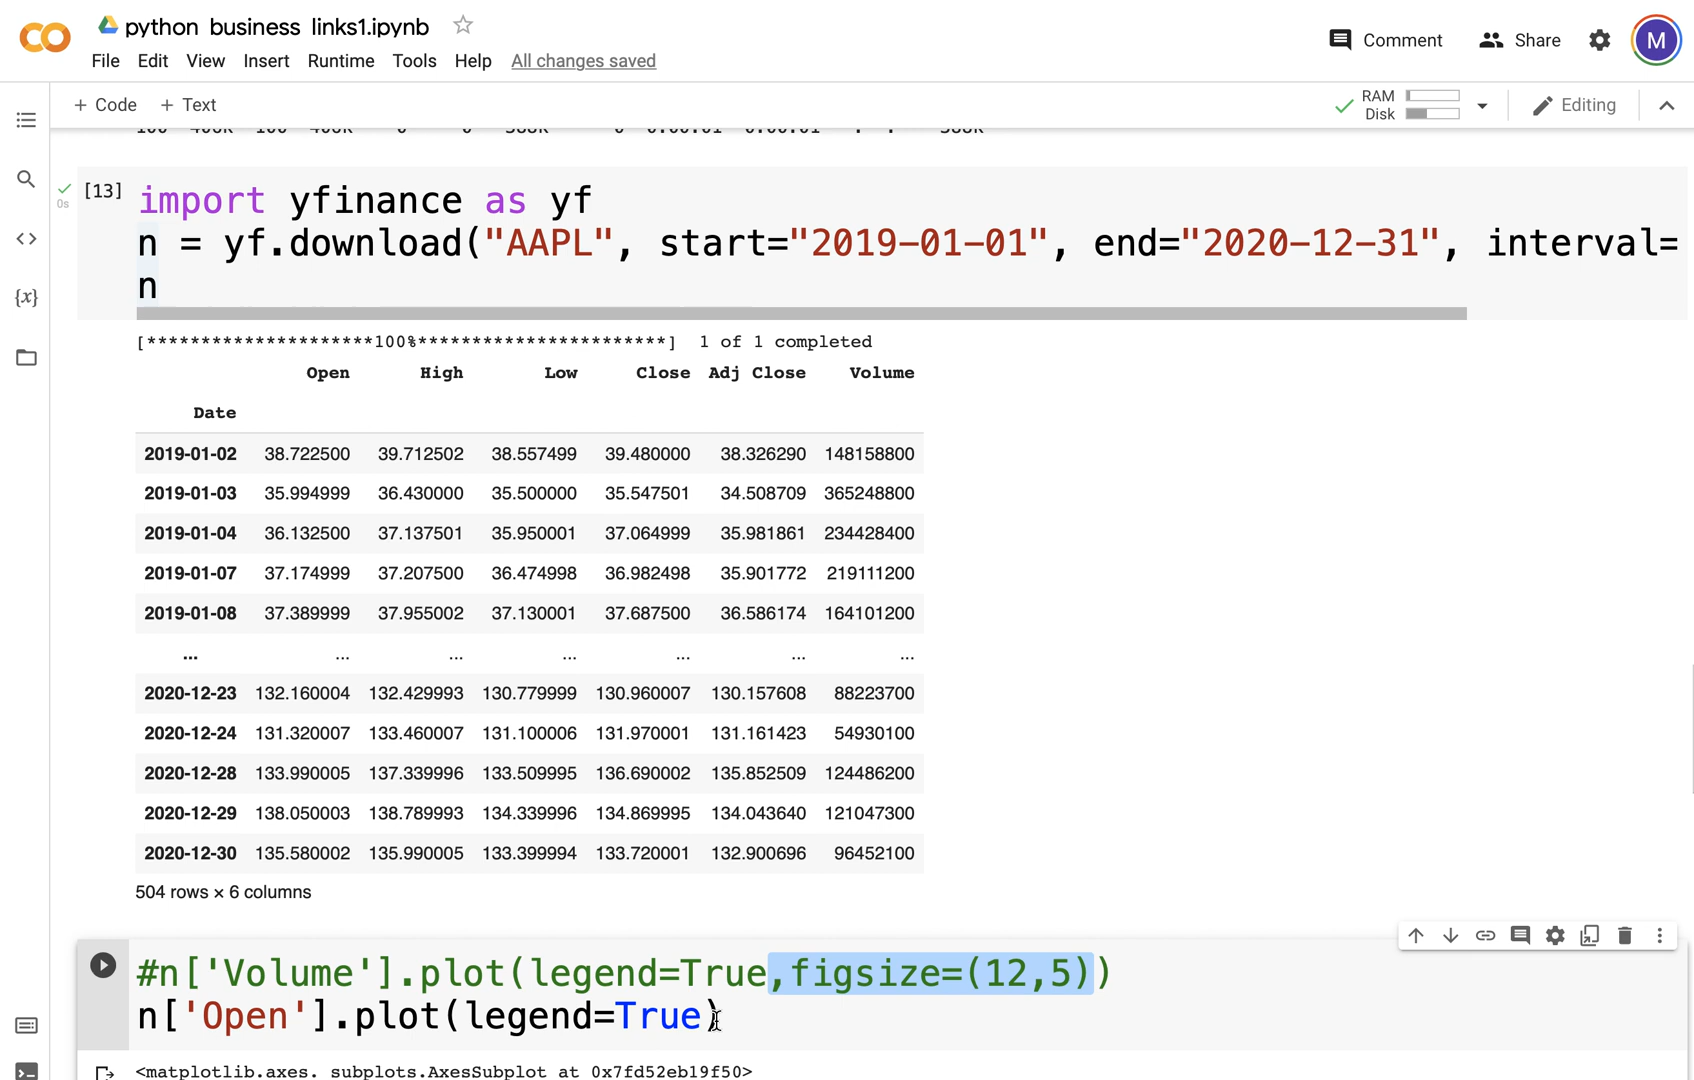 python business links1.ipynb
Comment
Share
M
File Edit View Insert Runtime Tools Help All changes saved
+ Code + Text
RAM
Disk
Editing
[13]
0s
import yfinance as yf
n = yf.download("AAPL", start="2019-01-01", end="2020-12-31", interval=
n
{x}
[*********************100%***********************] 1 of 1 completed
Open High Low Close Adj Close Volume
Date
2019-01-02 38.722500 39.712502 38.557499 39.480000 38.326290 148158800
2019-01-03 35.994999 36.430000 35.500000 35.547501 34.508709 365248800
2019-01-04 36.132500 37.137501 35.950001 37.064999 35.981861 234428400
2019-01-07 37.174999 37.207500 36.474998 36.982498 35.901772 219111200
2019-01-08 37.389999 37.955002 37.130001 37.687500 36.586174 164101200
... ... ... ... ... ... ...
2020-12-23 132.160004 132.429993 130.779999 130.960007 130.157608 88223700
2020-12-24 131.320007 133.460007 131.100006 131.970001 131.161423 54930100
2020-12-28 133.990005 137.339996 133.509995 136.690002 135.852509 124486200
2020-12-29 138.050003 138.789993 134.339996 134.869995 134.043640 121047300
2020-12-30 135.580002 135.990005 133.399994 133.720001 132.900696 96452100
504 rows × 6 columns
#n['Volume'].plot(legend=True,figsize=(12,5))
n['Open'].plot(legend=True)
<matplotlib.axes._subplots.AxesSubplot at 0x7fd52eb19f50>